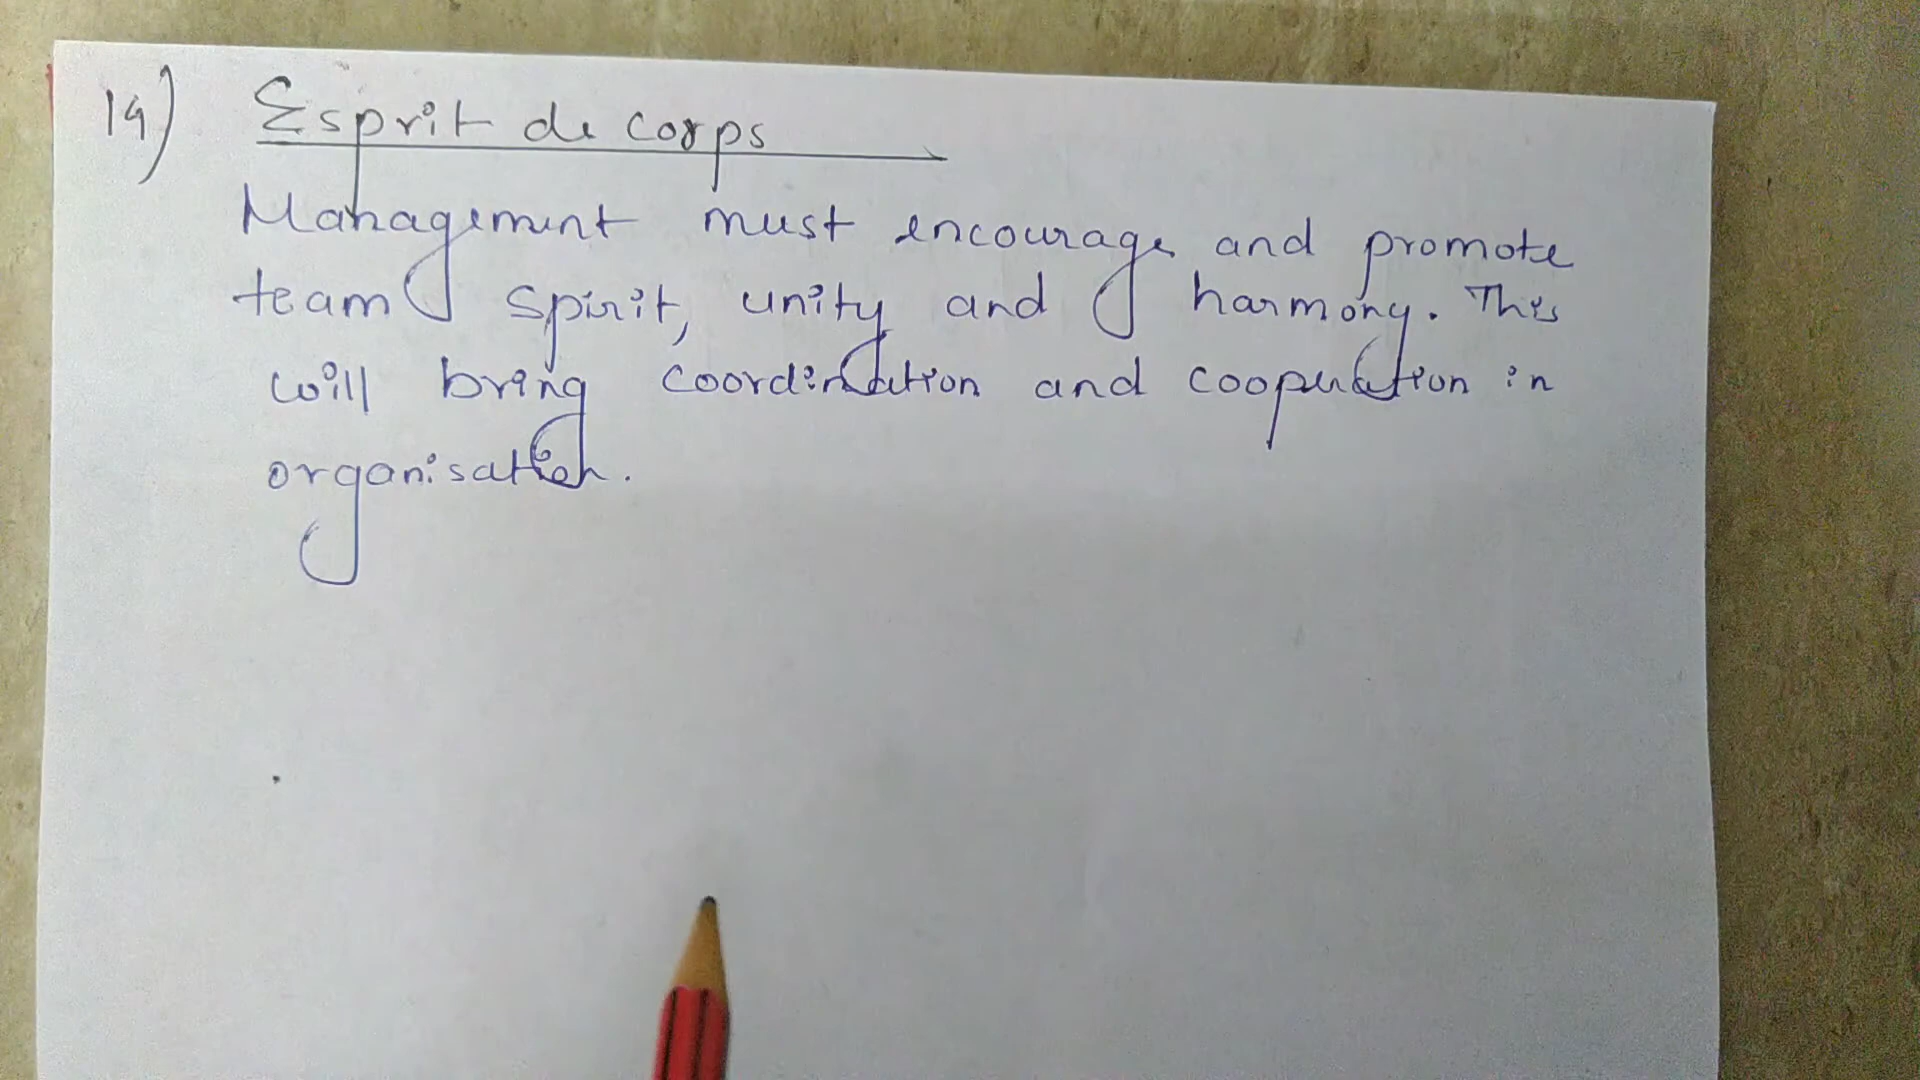 14) Esprit de corps
Management must encourage and promote
team spirit, unity and harmony. This
will bring coordination and cooperation in
organisation.